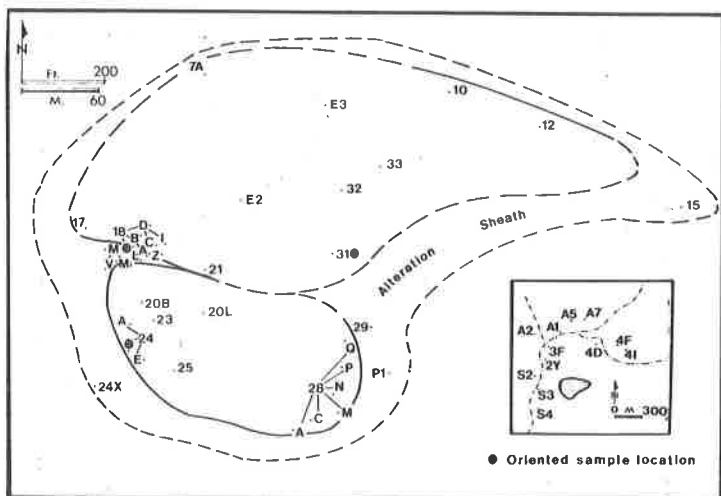 N
Ft. 200
M. 60
7A
10
E3
12
33
32
E2
15
Sheath
17
18 D
B C I
M L A Z
V M
31
21
Alteration
20B
20L
A 23
24
E
25
29
Q
P
28 N
P1
24X
C M
A
A5 A7
A2 A1
3F 4D 4F
2Y 4I
S2
S3
S4
N
0 M 300
Oriented sample location